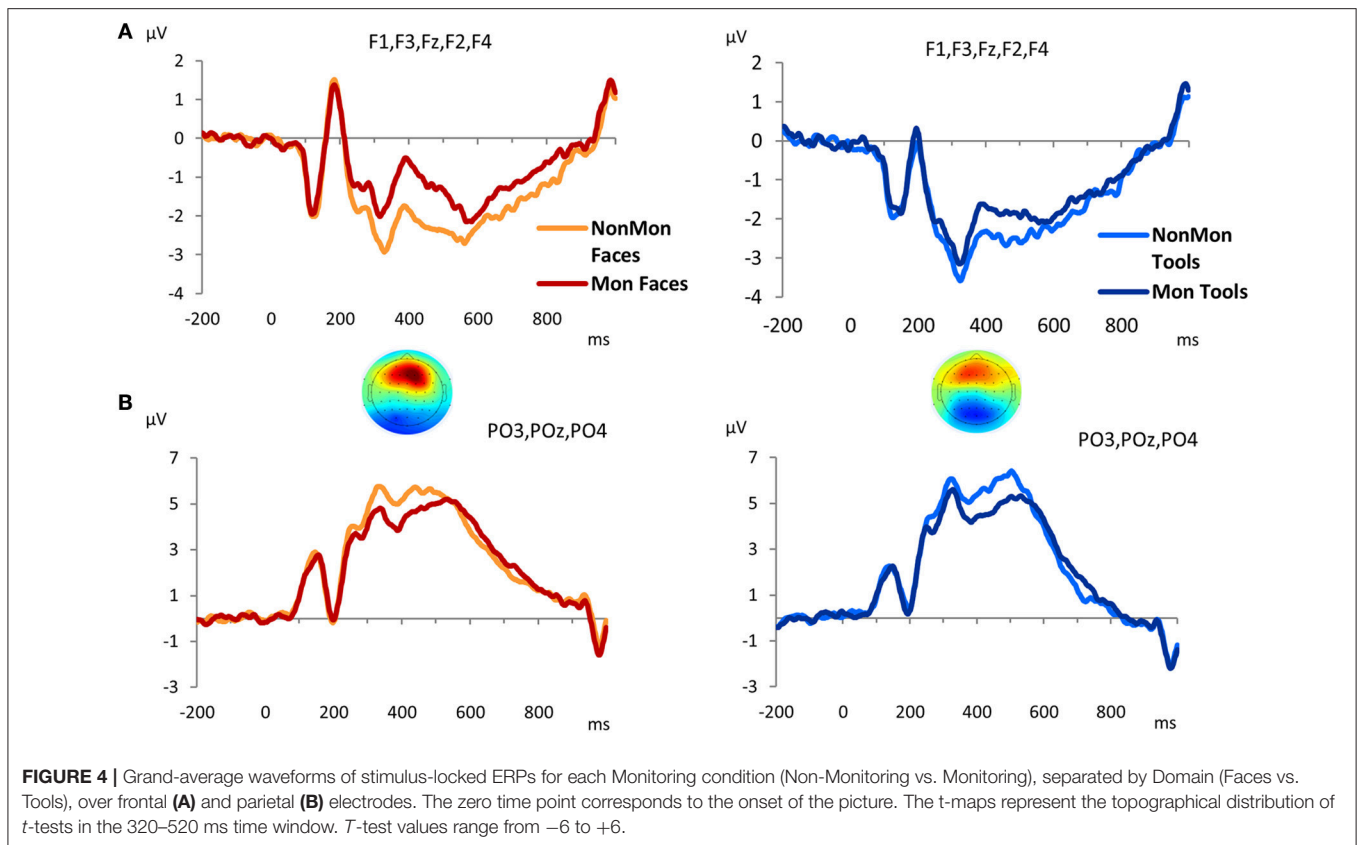 A
µV
F1,F3,Fz,F2,F4
2
1
0
-1
-2
-3
-4
NonMon
Faces
Mon Faces
-200 0 200 400 600 800
ms
µV
F1,F3,Fz,F2,F4
2
1
0
-1
-2
-3
-4
NonMon
Tools
Mon Tools
-200 0 200 400 600 800
ms
B
µV
PO3,POz,PO4
7
5
3
1
-1
-3
-200 0 200 400 600 800
ms
µV
PO3,POz,PO4
7
5
3
1
-1
-3
-200 0 200 400 600 800
ms
FIGURE 4 | Grand-average waveforms of stimulus-locked ERPs for each Monitoring condition (Non-Monitoring vs. Monitoring), separated by Domain (Faces vs.
Tools), over frontal (A) and parietal (B) electrodes. The zero time point corresponds to the onset of the picture. The t-maps represent the topographical distribution of
t-tests in the 320–520 ms time window. T-test values range from −6 to +6.